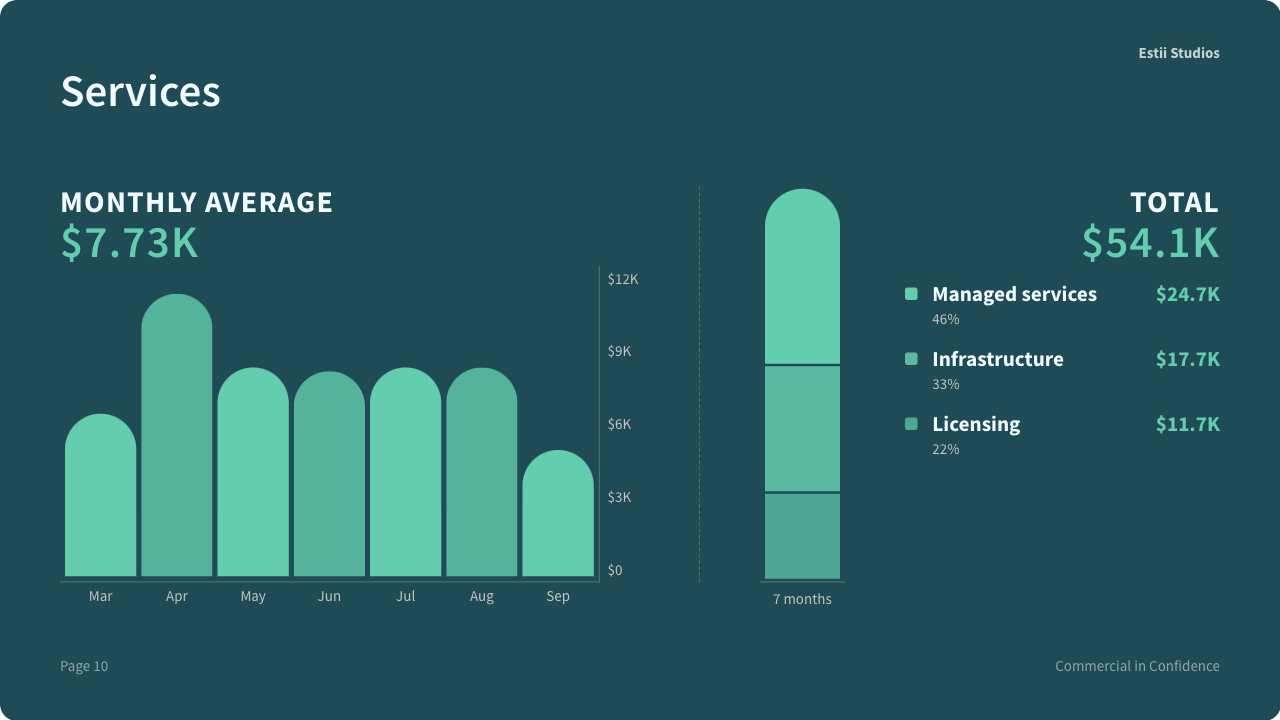 Estii Studios
Services
MONTHLY AVERAGE
$7.73K
$12K
$9K
$6K
$3K
$0
Mar Apr May Jun Jul Aug Sep
7 months
TOTAL
$54.1K
Managed services $24.7K
46%
Infrastructure $17.7K
33%
Licensing $11.7K
22%
Page 10
Commercial in Confidence